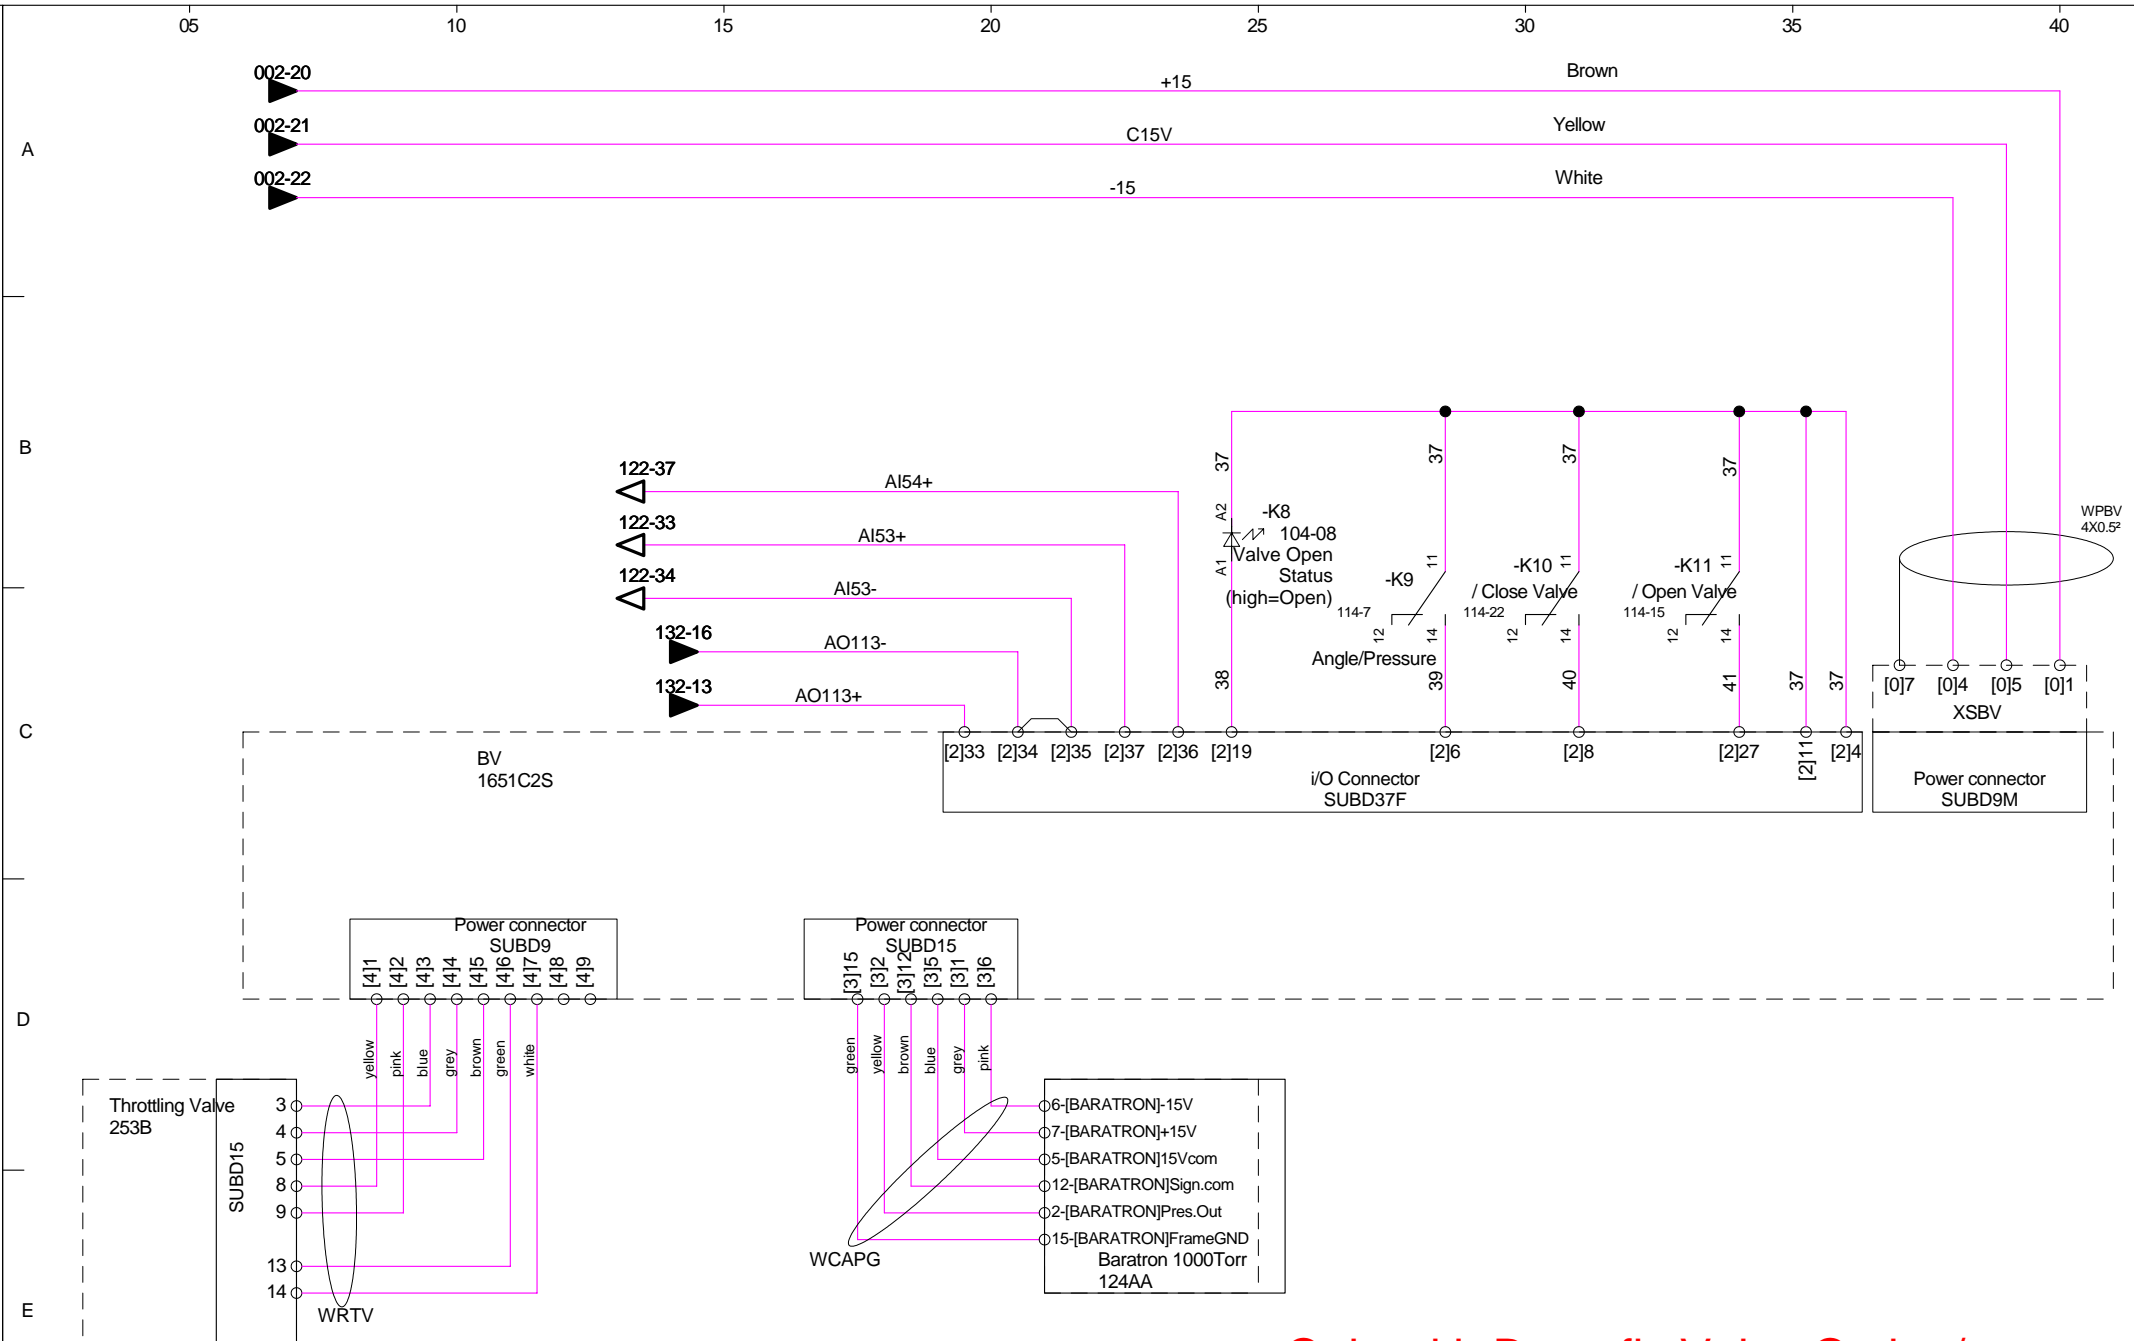 05 10 15 20 25 30 35 40
002-20
+15
Brown
002-21
C15V
Yellow
A
002-22
-15
White
B
122-37
AI54+
122-33
AI53+
122-34
AI53-
132-16
AO113-
132-13
AO113+
37
A2
-K8
104-08
A1
Valve Open
Status
(high=Open)
38
37
11
-K9
114-7
12
14
Angle/Pressure
39
37
11
-K10
/ Close Valve
114-22
12
14
40
37
11
-K11
/ Open Valve
114-15
12
14
41
37
37
WPBV
4X0.5²
[0]7 [0]4 [0]5 [0]1
XSBV
C
BV
1651C2S
[2]33 [2]34 [2]35 [2]37 [2]36 [2]19 [2]6 [2]8 [2]27 [2]11 [2]4
i/O Connector
SUBD37F
Power connector
SUBD9M
Power connector
SUBD9
[4]1 [4]2 [4]3 [4]4 [4]5 [4]6 [4]7 [4]8 [4]9
Power connector
SUBD15
[3]15 [3]2 [3]12 [3]5 [3]1 [3]6
D
yellow pink blue grey brown green white
green yellow brown blue grey pink
Throttling Valve
253B
SUBD15
3
4
5
8
9
13
14
WRTV
6-[BARATRON]-15V
7-[BARATRON]+15V
5-[BARATRON]15Vcom
12-[BARATRON]Sign.com
2-[BARATRON]Pres.Out
15-[BARATRON]FrameGND
Baratron 1000Torr
124AA
WCAPG
E